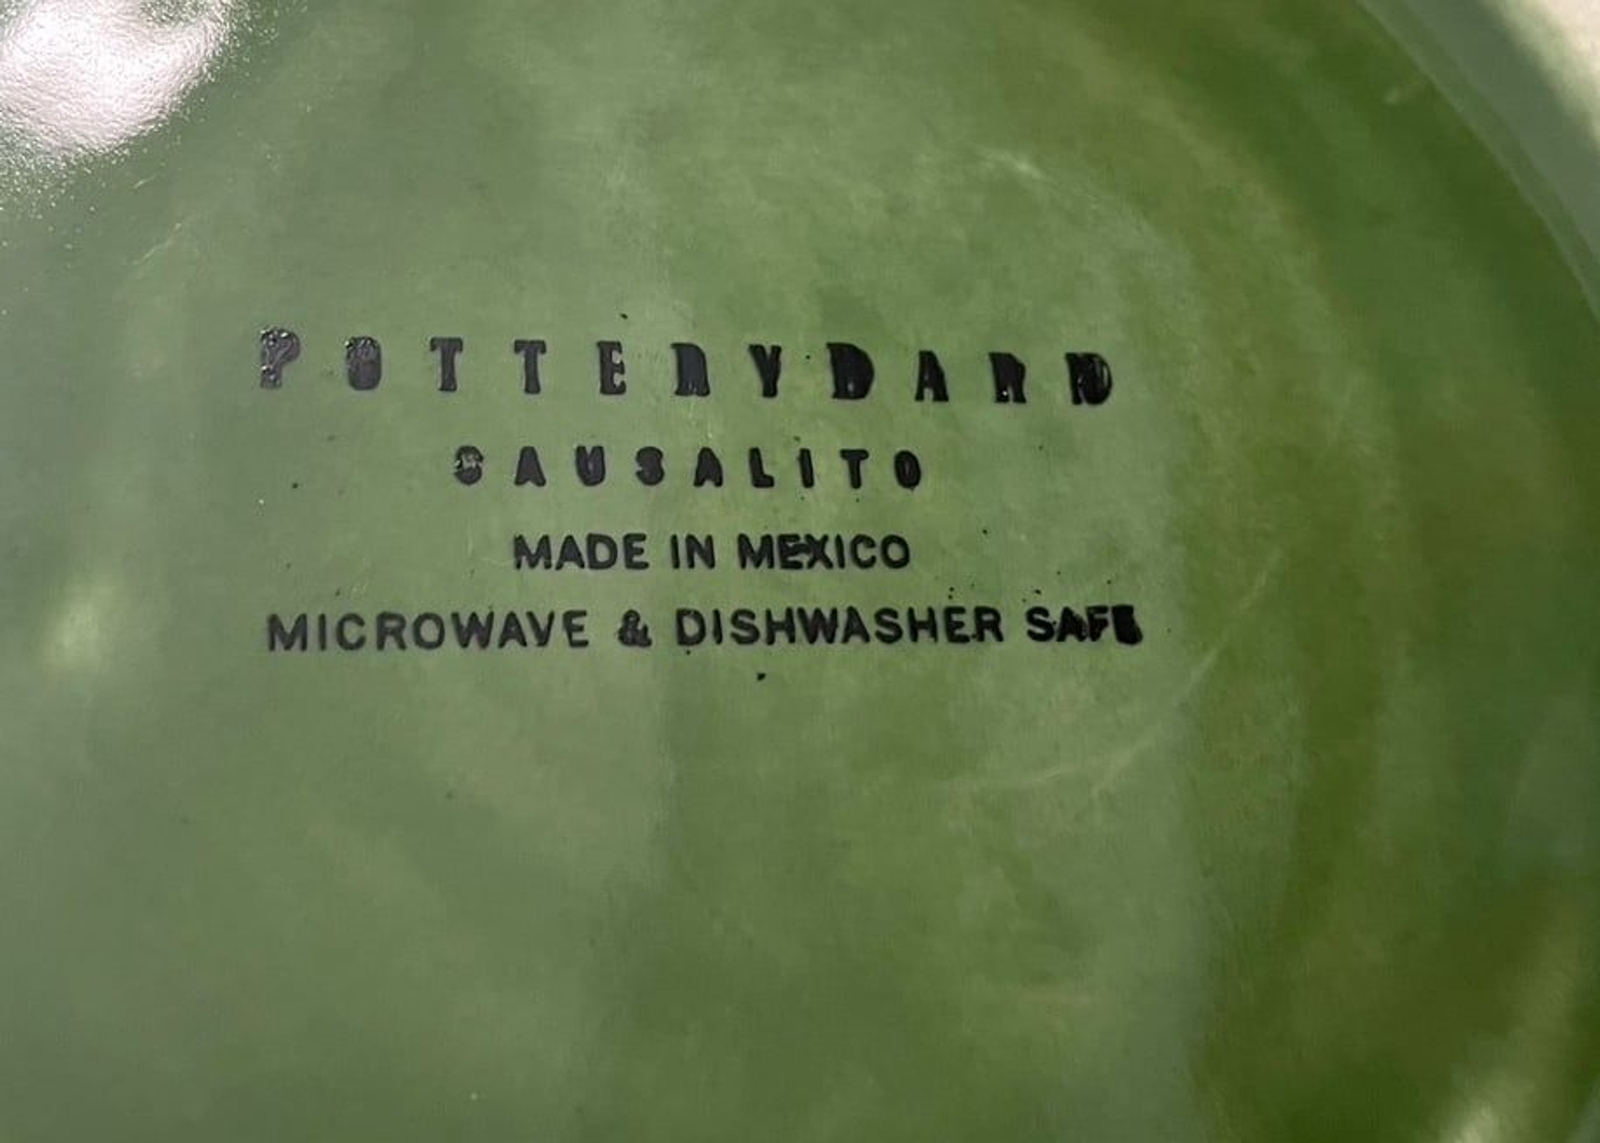 POTTERYBARN
SAUSALITO
MADE IN MEXICO
MICROWAVE & DISHWASHER SAFE